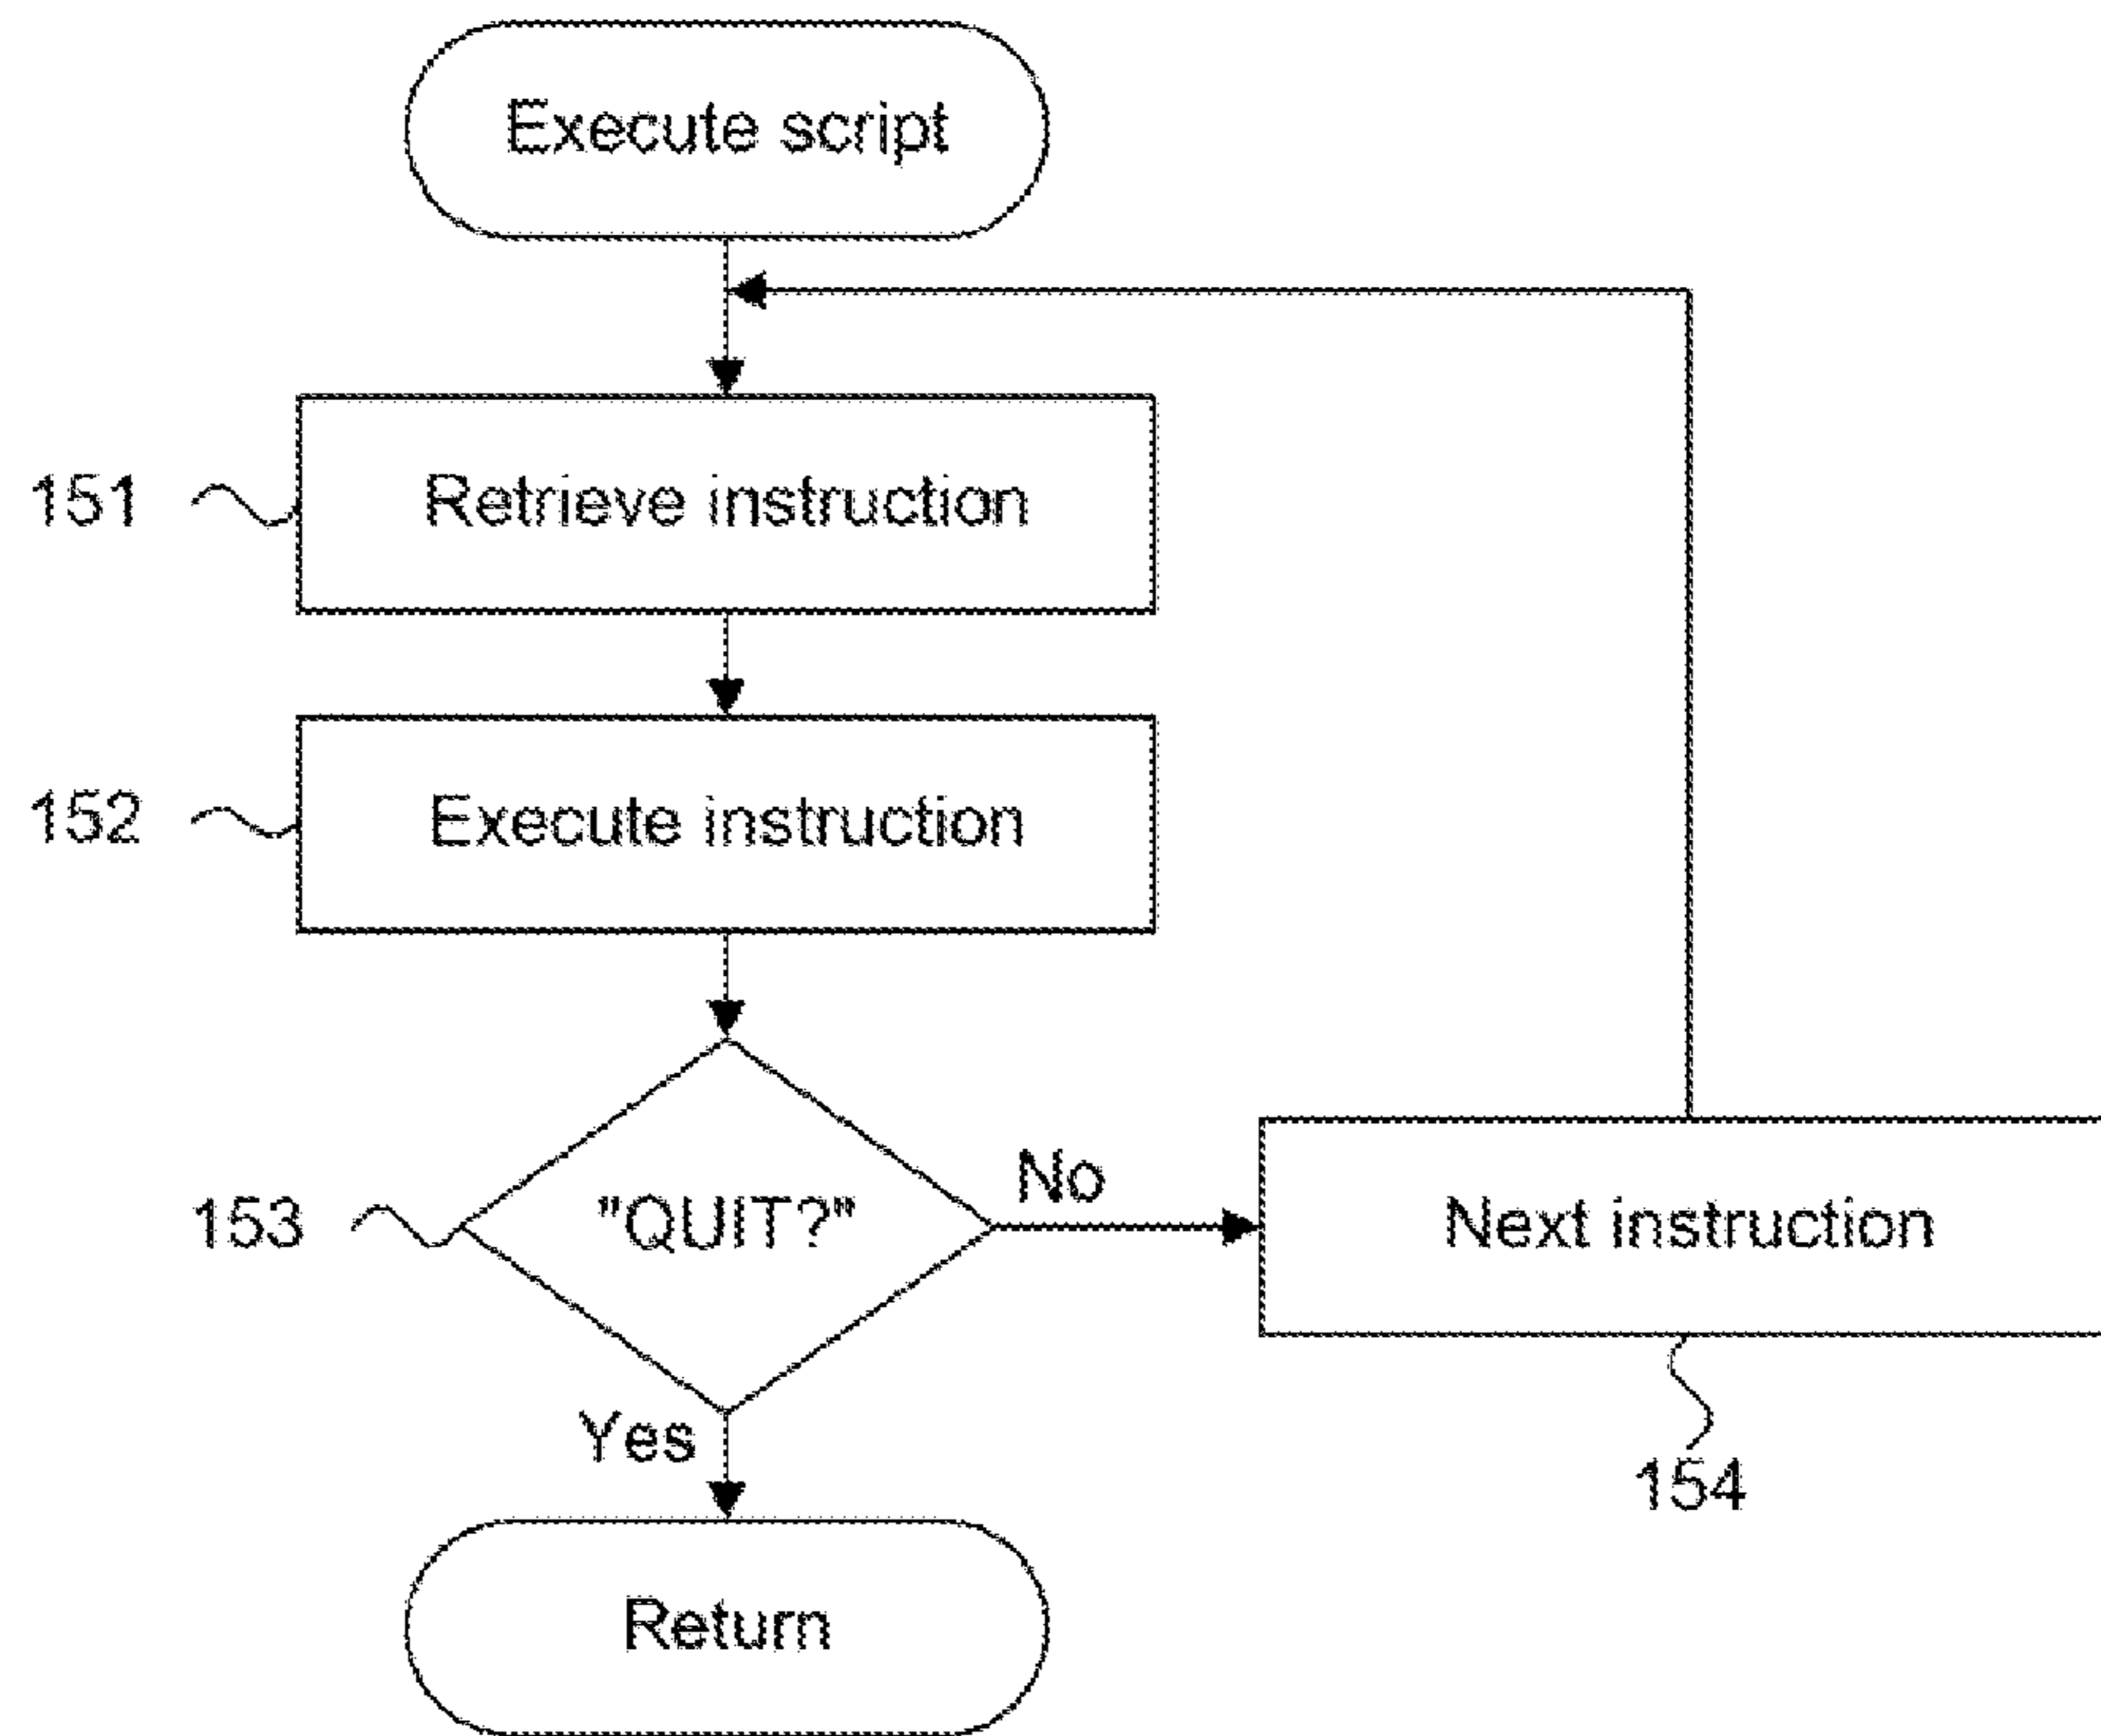 Execute script
151
Retrieve instruction
152
Execute instruction
153
"QUIT?"
No
Next instruction
Yes
154
Return